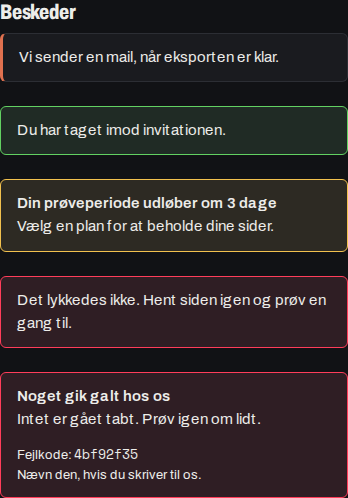 Beskeder
Vi sender en mail, når eksporten er klar.
Du har taget imod invitationen.
Din prøveperiode udløber om 3 dage
Vælg en plan for at beholde dine sider.
Det lykkedes ikke. Hent siden igen og prøv en
gang til.
Noget gik galt hos os
Intet er gået tabt. Prøv igen om lidt.
Fejlkode: 4bf92f35
Nævn den, hvis du skriver til os.